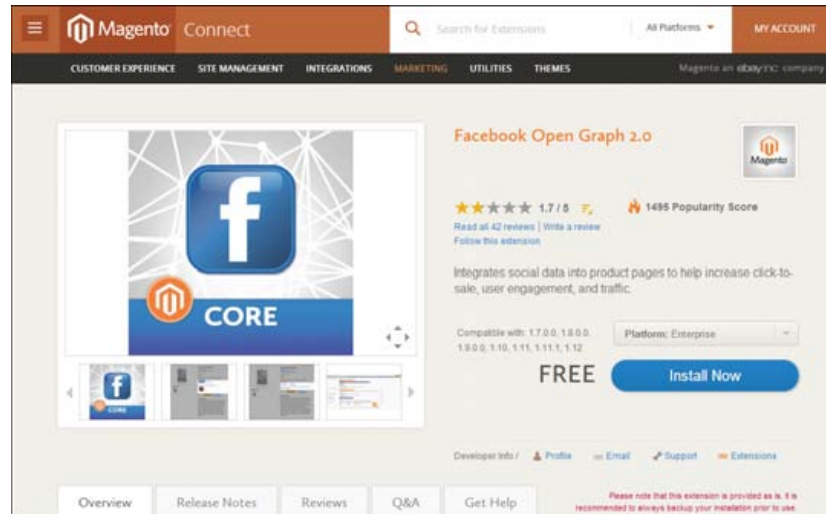 Magento Connect
Search for Extensions
All Platforms
MY ACCOUNT
CUSTOMER EXPERIENCE SITE MANAGEMENT INTEGRATIONS MARKETING UTILITIES THEMES
Magento an ebay inc company
f
CORE
Facebook Open Graph 2.0
Magento
1.7 / 5
1495 Popularity Score
Read all 42 reviews | Write a review
Follow this extension
Integrates social data into product pages to help increase click-to-
sale, user engagement, and traffic.
Compatible with: 1.7.0.0, 1.8.0.0,
1.9.0.0, 1.10, 1.11, 1.11.1, 1.12
Platform: Enterprise
FREE
Install Now
Developer Info / Profile Email Support Extensions
Overview Release Notes Reviews Q&A Get Help
Please note that this extension is provided as is. It is
recommended to always backup your installation prior to use.